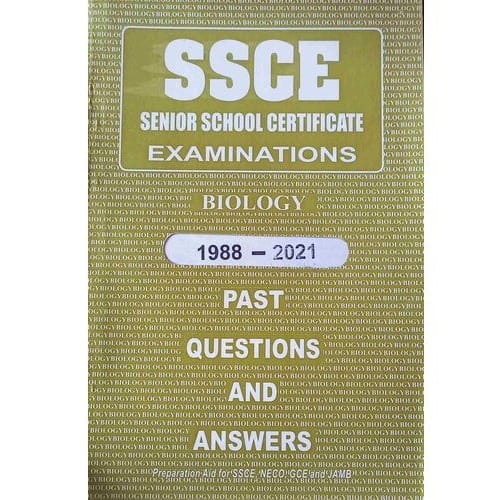 SSCE
SENIOR SCHOOL CERTIFICATE
EXAMINATIONS
BIOLOGY
1988 - 2021
PAST
QUESTIONS
AND
ANSWERS
Preparation Aid for SSCE, NECO, GCE and JAMB